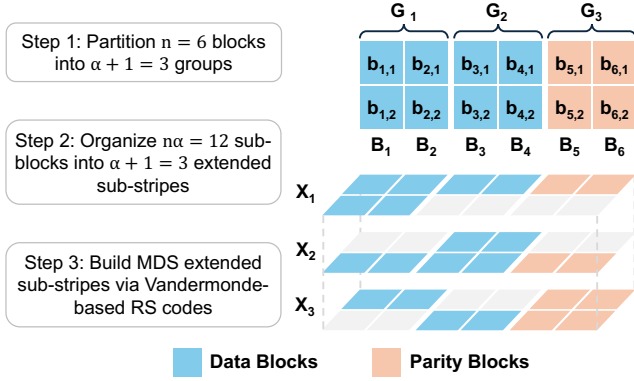 Step 1: Partition n = 6 blocks
into α + 1 = 3 groups
Step 2: Organize nα = 12 sub-
blocks into α + 1 = 3 extended
sub-stripes
Step 3: Build MDS extended
sub-stripes via Vandermonde-
based RS codes
G1 G2 G3
b1,1 b2,1 b3,1 b4,1 b5,1 b6,1
b1,2 b2,2 b3,2 b4,2 b5,2 b6,2
B1 B2 B3 B4 B5 B6
X1
X2
X3
Data Blocks Parity Blocks